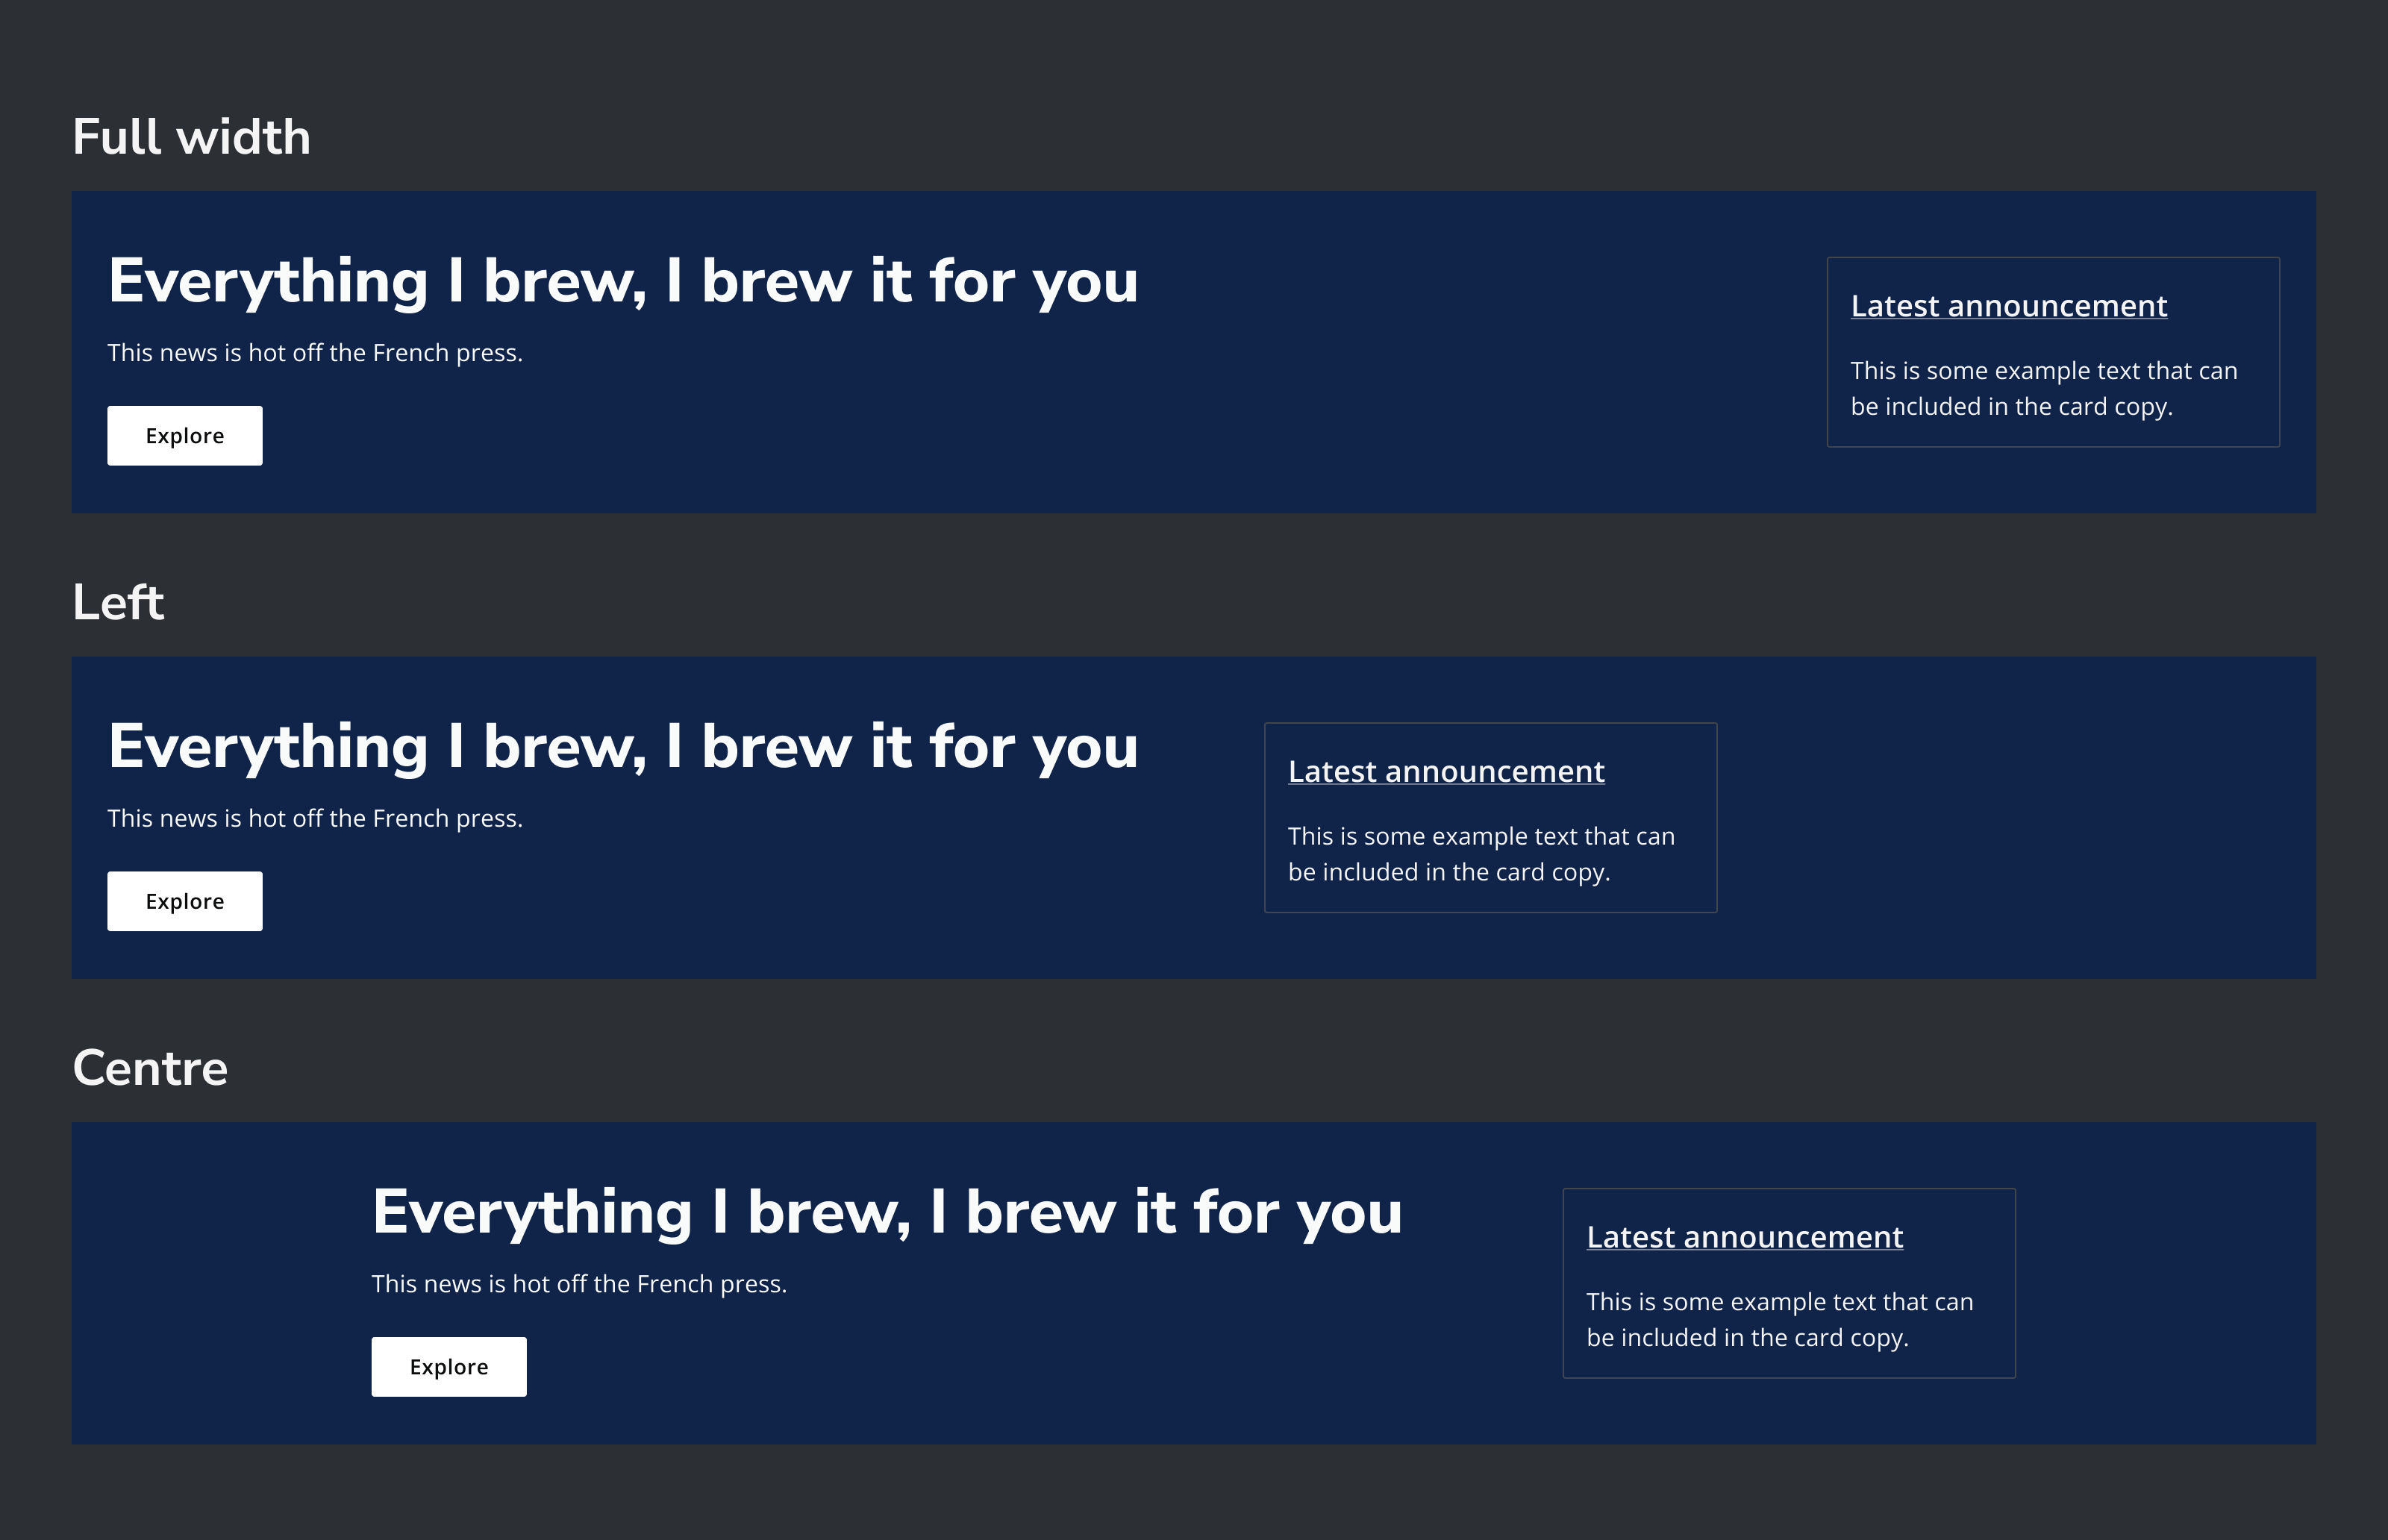 Full width
Everything I brew, I brew it for you
This news is hot off the French press.
Explore
Latest announcement
This is some example text that can
be included in the card copy.
Left
Everything I brew, I brew it for you
This news is hot off the French press.
Explore
Latest announcement
This is some example text that can
be included in the card copy.
Centre
Everything I brew, I brew it for you
This news is hot off the French press.
Explore
Latest announcement
This is some example text that can
be included in the card copy.